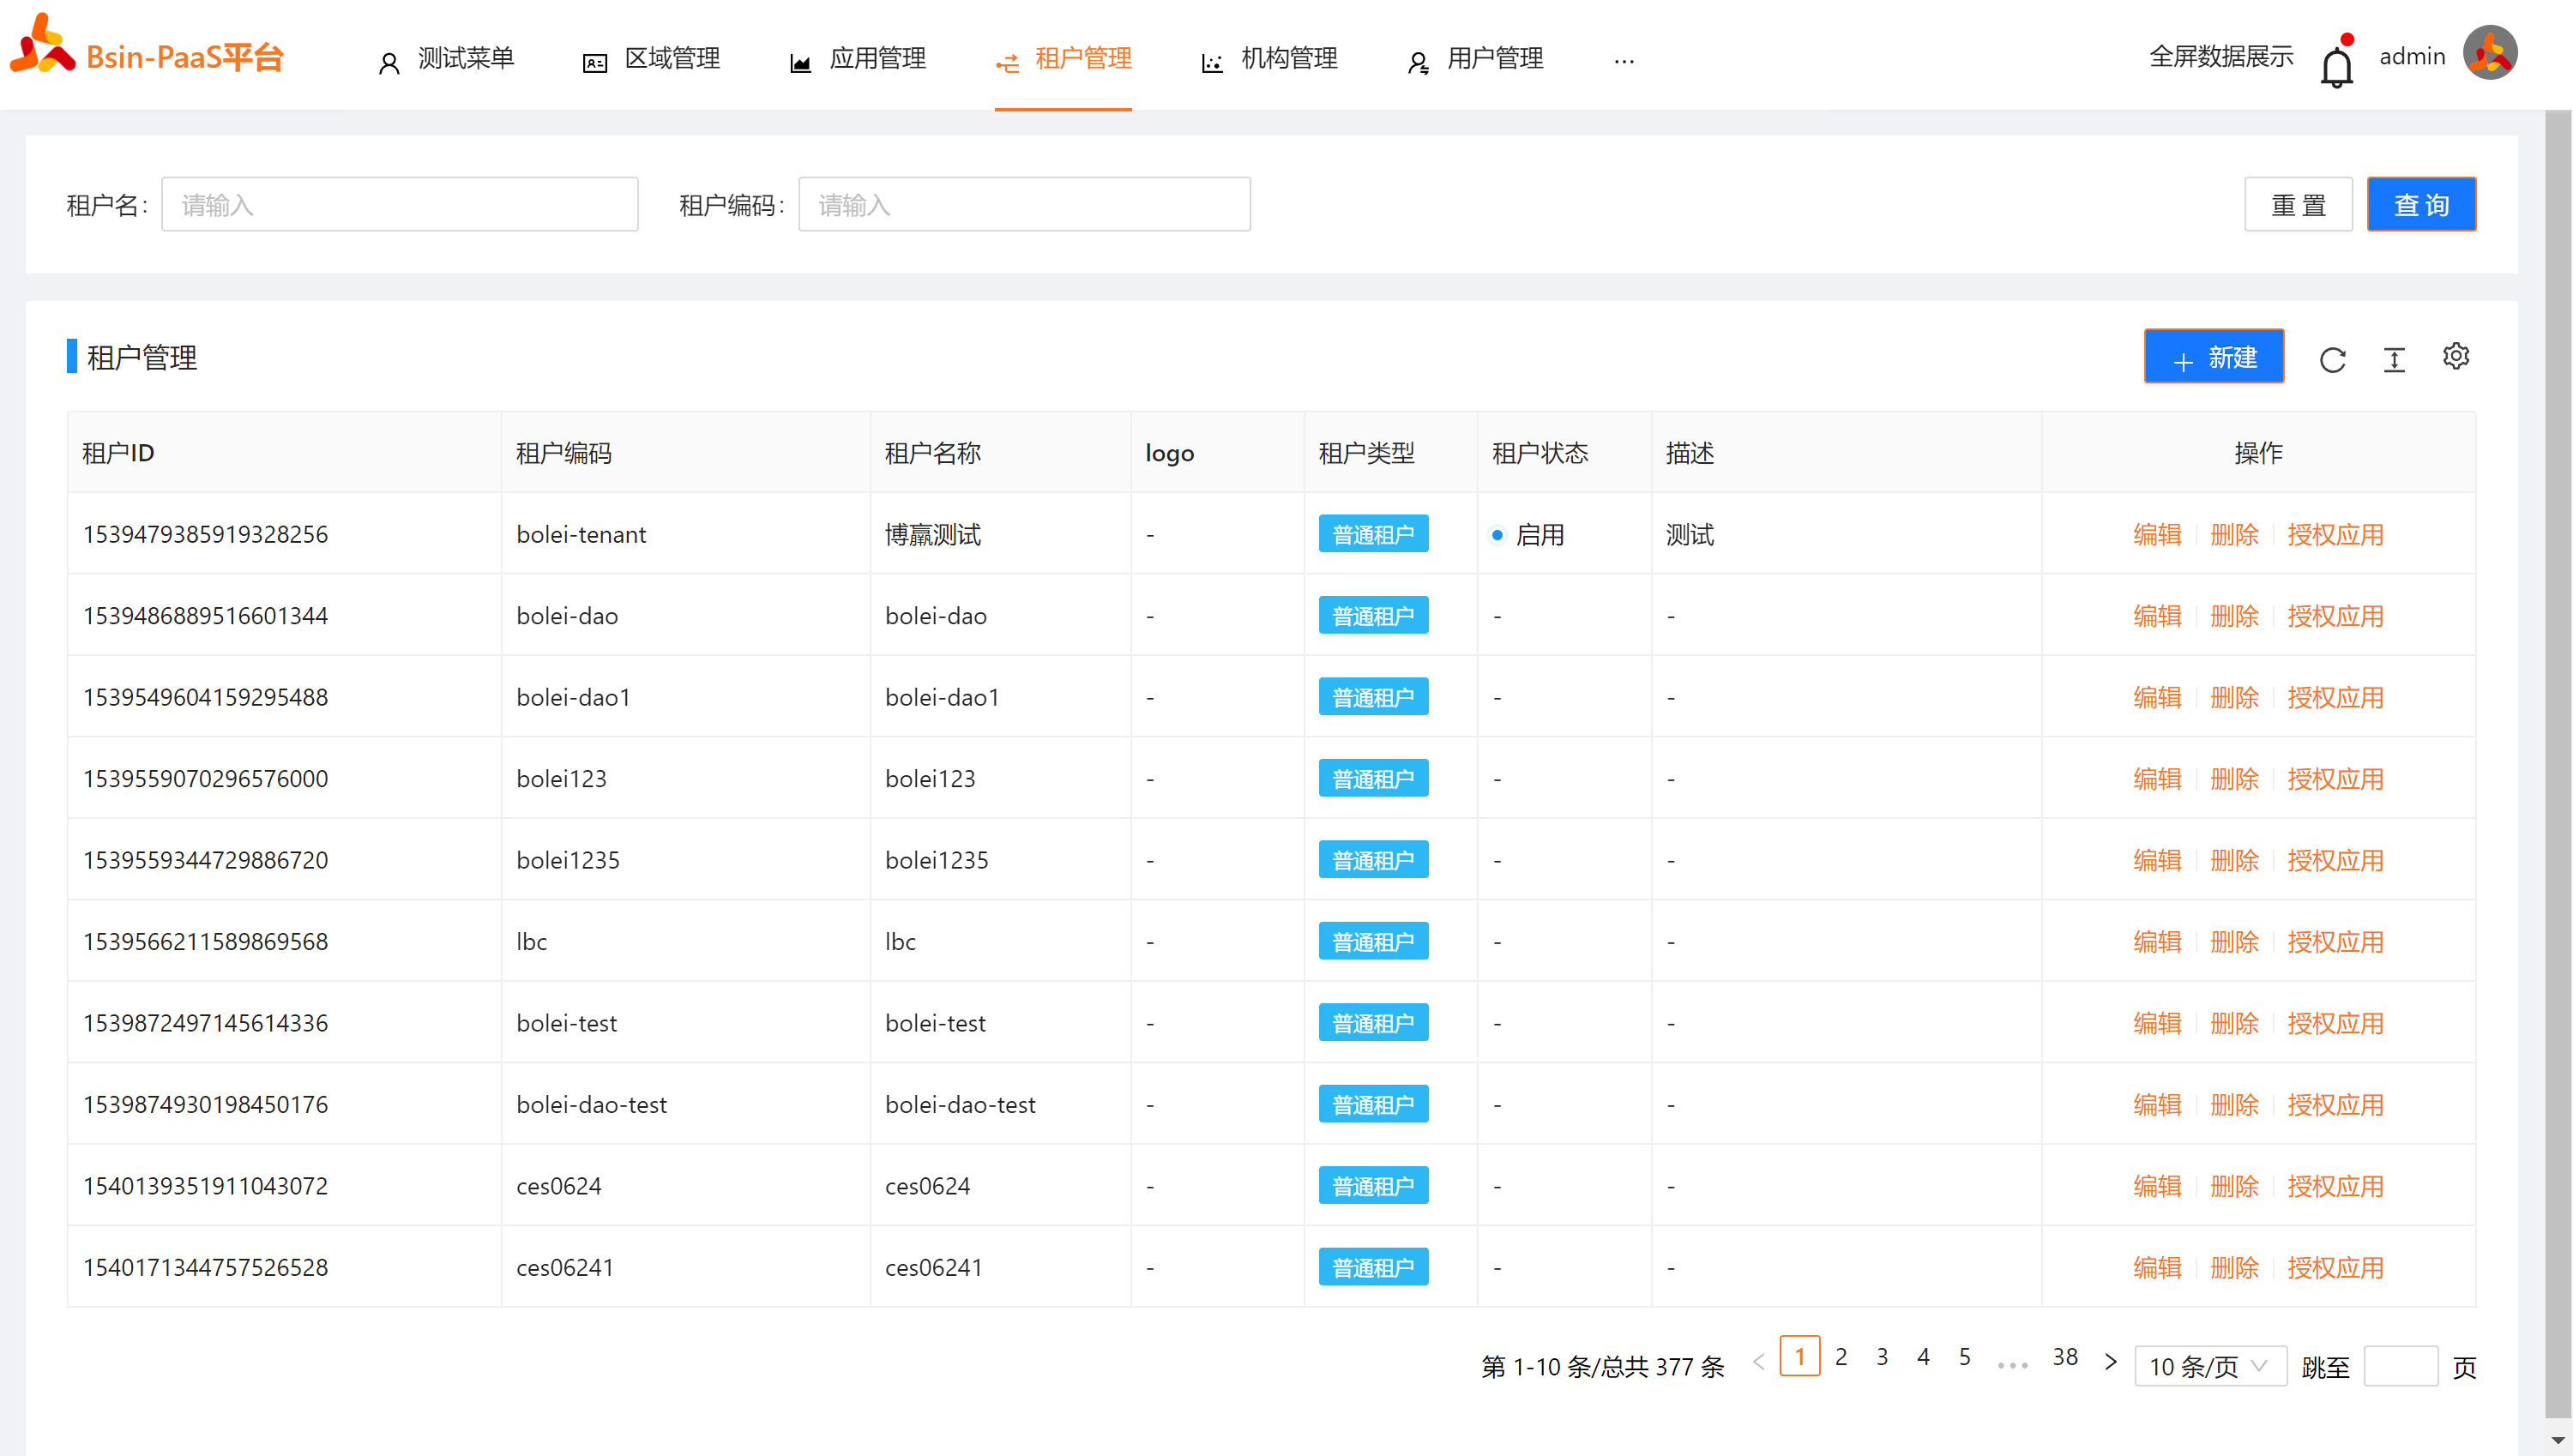 Bsin-PaaS平台 测试菜单 区域管理 应用管理 租户管理 机构管理 用户管理 ··· 全屏数据展示 admin
租户名: 请输入 租户编码: 请输入 重置 查询
租户管理 新建
租户ID 租户编码 租户名称 logo 租户类型 租户状态 描述 操作
1539479385919328256 bolei-tenant 博赢测试 - 普通租户 启用 测试 编辑 删除 授权应用
1539486889516601344 bolei-dao bolei-dao - 普通租户 - - 编辑 删除 授权应用
1539549604159295488 bolei-dao1 bolei-dao1 - 普通租户 - - 编辑 删除 授权应用
1539559070296576000 bolei123 bolei123 - 普通租户 - - 编辑 删除 授权应用
1539559344729886720 bolei1235 bolei1235 - 普通租户 - - 编辑 删除 授权应用
1539566211589869568 lbc lbc - 普通租户 - - 编辑 删除 授权应用
1539872497145614336 bolei-test bolei-test - 普通租户 - - 编辑 删除 授权应用
1539874930198450176 bolei-dao-test bolei-dao-test - 普通租户 - - 编辑 删除 授权应用
1540139351911043072 ces0624 ces0624 - 普通租户 - - 编辑 删除 授权应用
1540171344757526528 ces06241 ces06241 - 普通租户 - - 编辑 删除 授权应用
第 1-10 条/总共 377 条 < 1 2 3 4 5 ••• 38 > 10 条/页 跳至 页